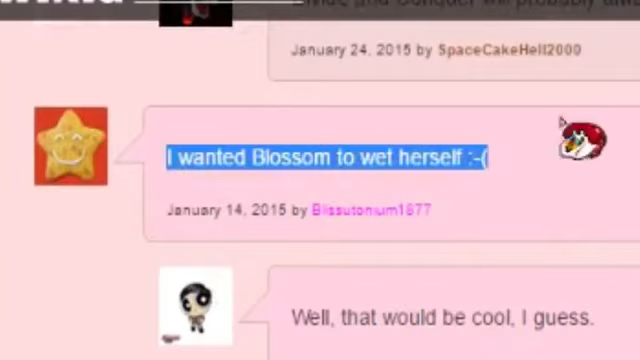 January 24, 2015 by SpaceCakeHell2000
I wanted Blossom to wet herself :-(
January 14, 2015 by Blissutonium1877
Well, that would be cool, I guess.